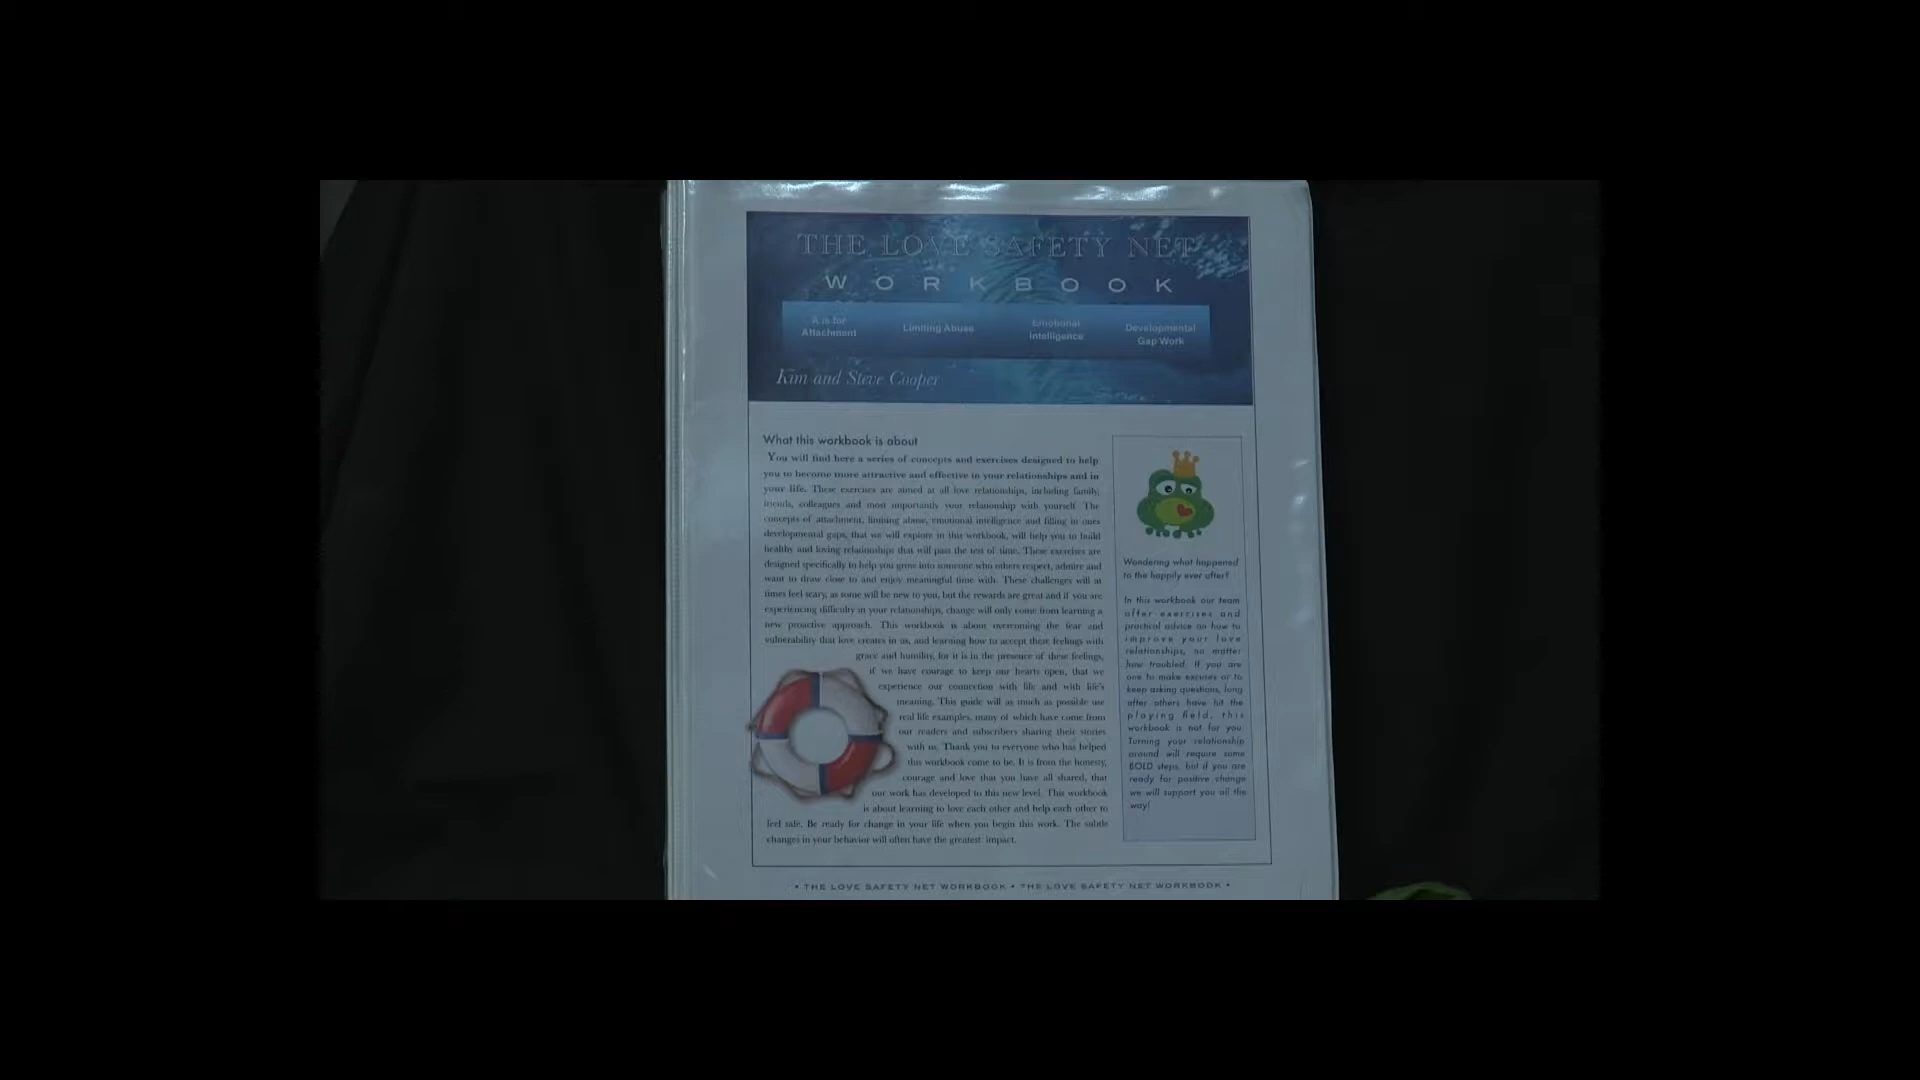 THE LOVE SAFETY NET
WORKBOOK
A is for
Attachment
Limiting Abuse
Emotional
Intelligence
Developmental
Gap Work
Kim and Steve Cooper
What this workbook is about
You will find here a series of concepts and exercises designed to help
you to become more attractive and effective in your relationships and in
your life. These exercises are aimed at all love relationships, including family,
friends, colleagues and most importantly your relationship with yourself. The
concepts of attachment, limiting abuse, emotional intelligence and filling in ones
developmental gaps, that we will explore in this workbook, will help you to build
healthy and loving relationships that will pass the test of time. These exercises are
designed specifically to help you grow into someone who others respect, admire and
want to draw close to and enjoy meaningful time with. These challenges will at
times feel scary, as some will be new to you, but the rewards are great and if you are
experiencing difficulty in your relationships, change will only come from learning a
new proactive approach. This workbook is about overcoming the fear and
vulnerability that love creates in us, and learning how to accept these feelings with
grace and humility, for it is in the presence of these feelings,
if we have courage to keep our hearts open, that we
experience our connection with life and with life's
meaning. This guide will as much as possible use
real life examples, many of which have come from
our readers and subscribers sharing their stories
with us. Thank you to everyone who has helped
this workbook come to be. It is from the honesty,
courage and love that you have all shared, that
our work has developed to this new level. This workbook
is about learning to love each other and help each other to
feel safe. Be ready for change in your life when you begin this work. The subtle
changes in your behavior will often have the greatest impact.
Wondering what happened
to the happily ever after?
In this workbook our team
offer exercises and
practical advice on how to
improve your love
relationships, no matter
how troubled. If you are
one to make excuses or to
keep asking questions, long
after others have hit the
playing field, this
workbook is not for you.
Turning your relationship
around will require some
BOLD steps, but if you are
ready for positive change
we will support you all the
way!
• THE LOVE SAFETY NET WORKBOOK • THE LOVE SAFETY NET WORKBOOK •